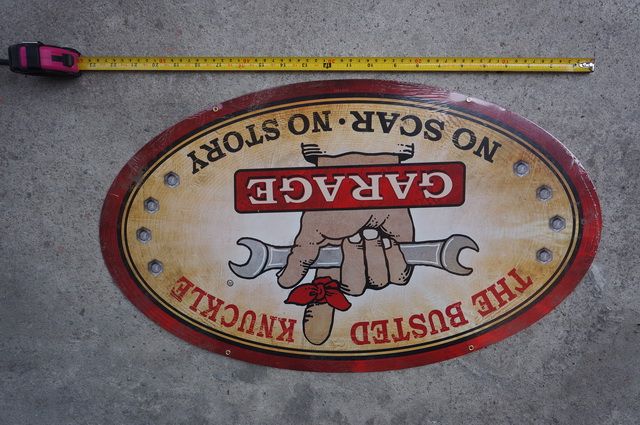 THE BUSTED KNUCKLE
GARAGE
NO SCAR · NO STORY